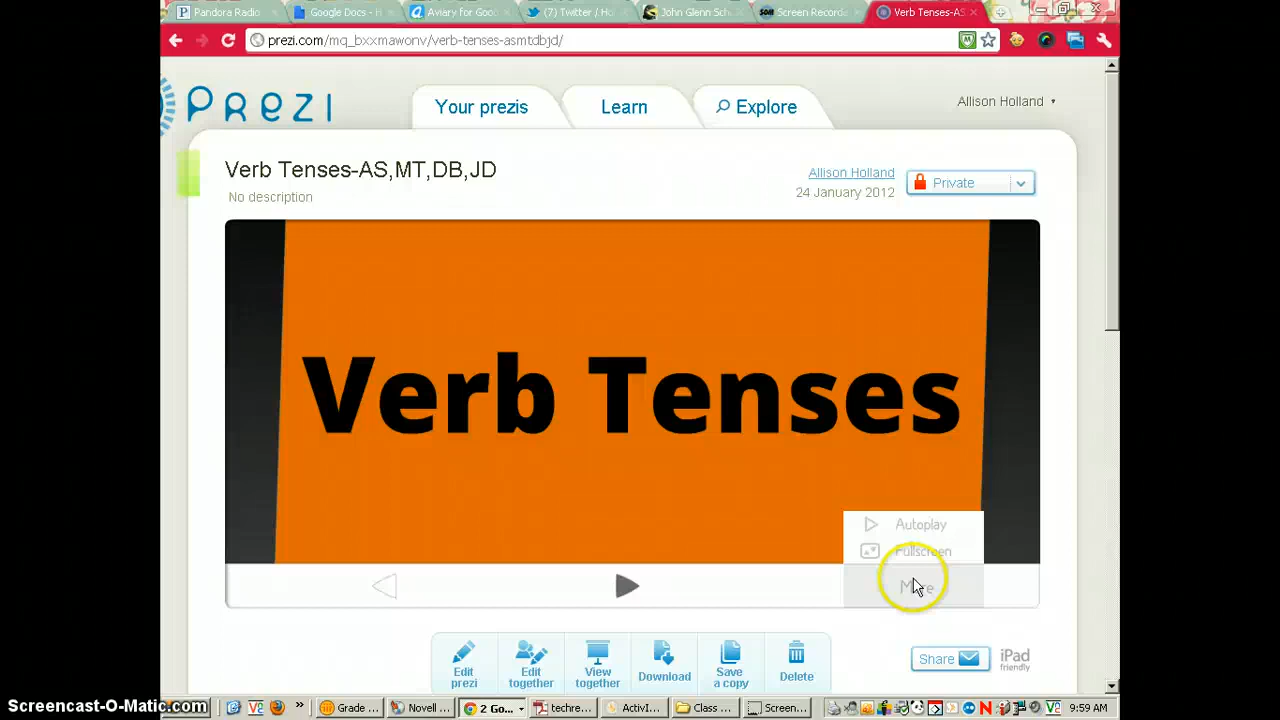 Pandora Radio
Google Docs - H
Aviary for Goo
(7) Twitter / Ho
John Glenn Sch
Screen Recorde
Verb Tenses-AS
prezi.com/mq_bxxmawonv/verb-tenses-asmtdbjd/
PREZI
Your prezis
Learn
Explore
Allison Holland
Verb Tenses-AS,MT,DB,JD
No description
Allison Holland
24 January 2012
Private
Verb Tenses
Autoplay
Fullscreen
More
Edit
prezi
Edit
together
View
together
Download
Save
a copy
Delete
Share
iPad
friendly
Screencast-O-Matic.com
Grade ...
Novell ...
2 Go...
techre...
ActivI...
Class ...
Screen...
9:59 AM